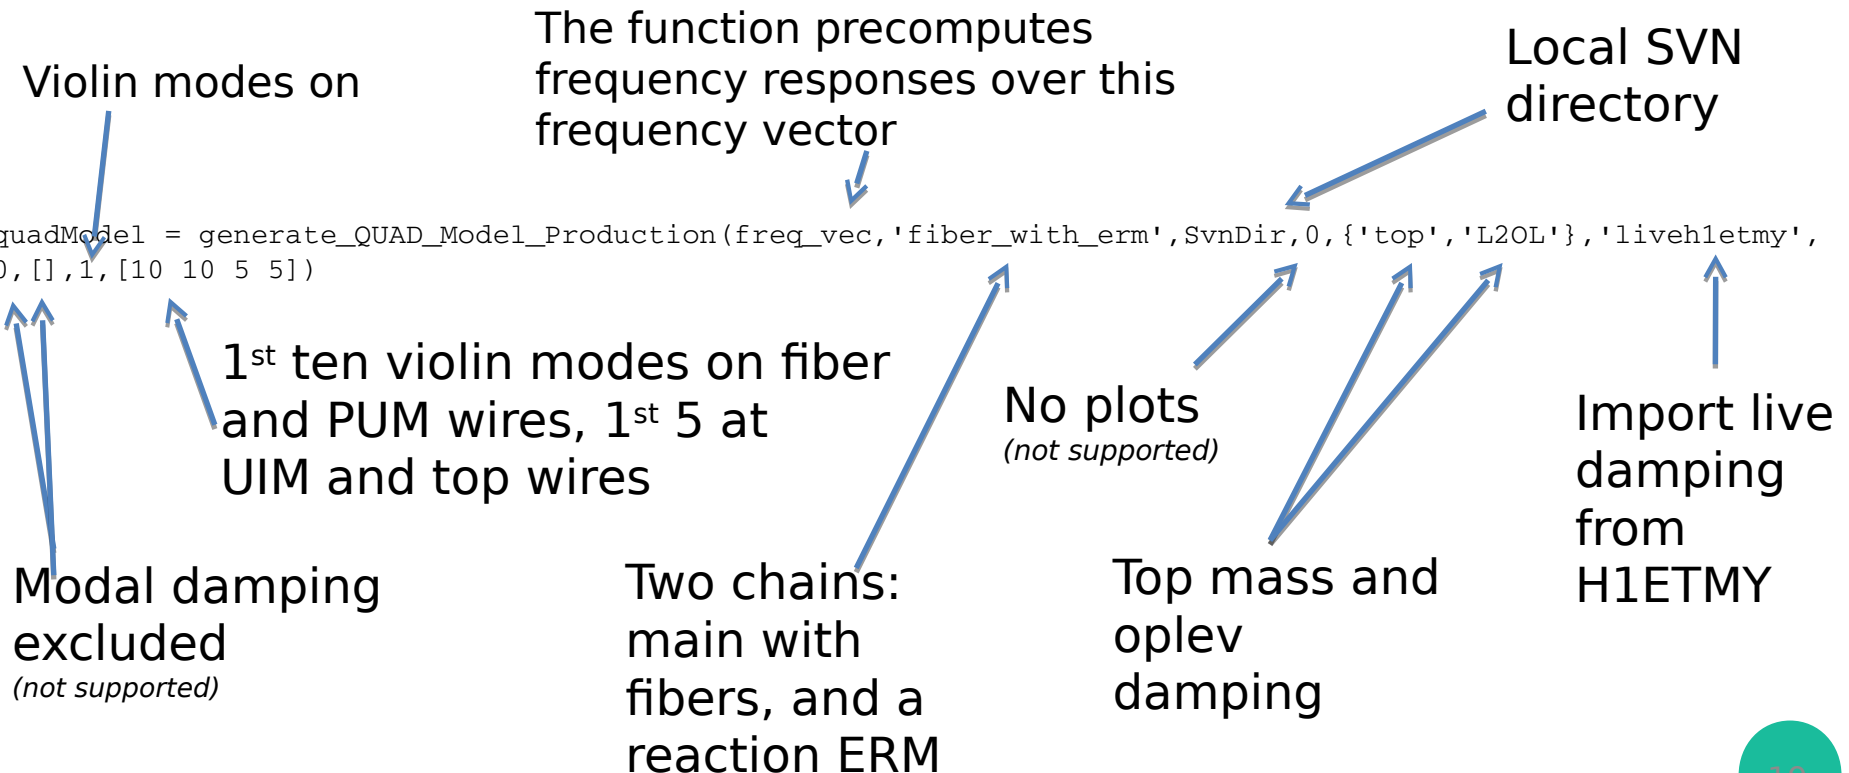 Violin modes on
The function precomputes
frequency responses over this
frequency vector
Local SVN
directory
quadModel = generate_QUAD_Model_Production(freq_vec,'fiber_with_erm',SvnDir,0,{'top','L2OL'},'liveh1etmy',
0,[],1,[10 10 5 5])
1st ten violin modes on fiber
and PUM wires, 1st 5 at
UIM and top wires
No plots
(not supported)
Import live
damping
from
H1ETMY
Modal damping
excluded
(not supported)
Two chains:
main with
fibers, and a
reaction ERM
Top mass and
oplev
damping